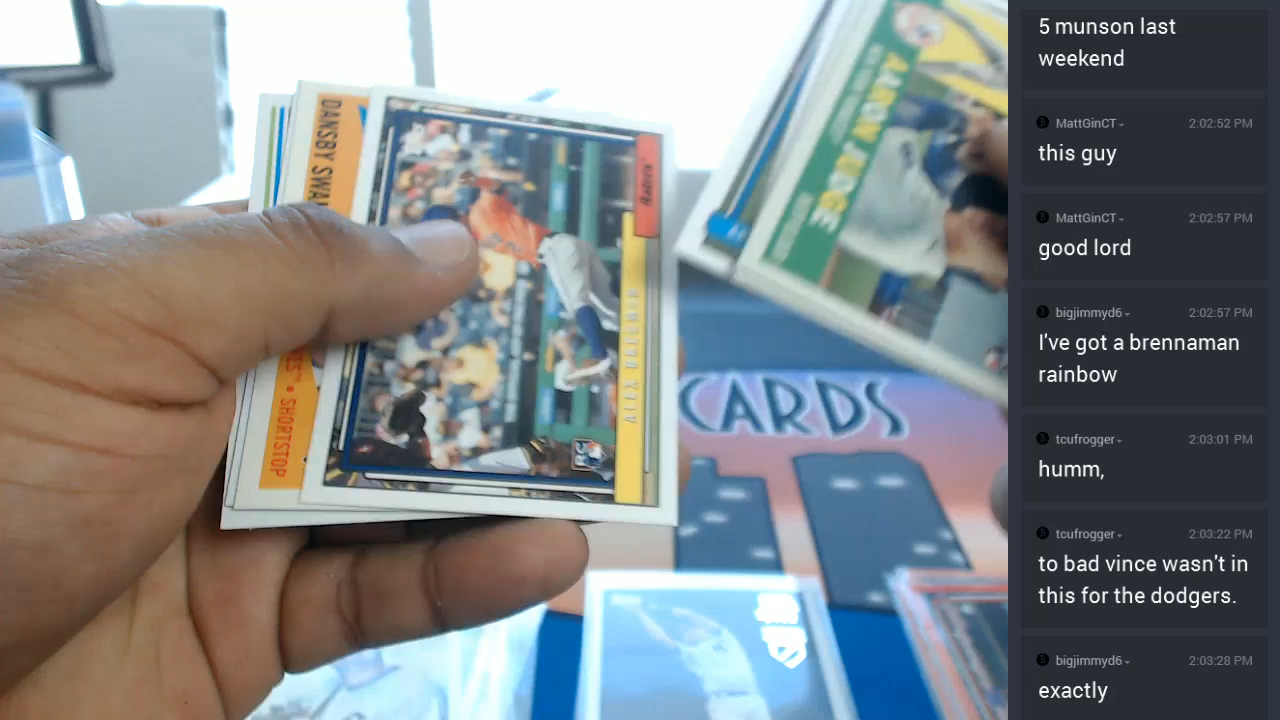 DANSBY SWA
SHORTSTOP
Astros
ALEX BREGMAN
AARON JUDGE
CARDS
5 munson last
weekend
MattGinCT 2:02:52 PM
this guy
MattGinCT 2:02:57 PM
good lord
bigjimmyd6 2:02:57 PM
I've got a brennaman
rainbow
tcufrogger 2:03:01 PM
humm,
tcufrogger 2:03:22 PM
to bad vince wasn't in
this for the dodgers.
bigjimmyd6 2:03:28 PM
exactly